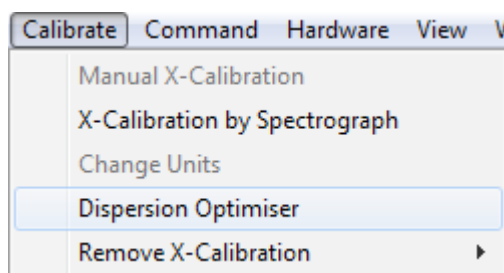 Calibrate Command Hardware View
Manual X-Calibration
X-Calibration by Spectrograph
Change Units
Dispersion Optimiser
Remove X-Calibration